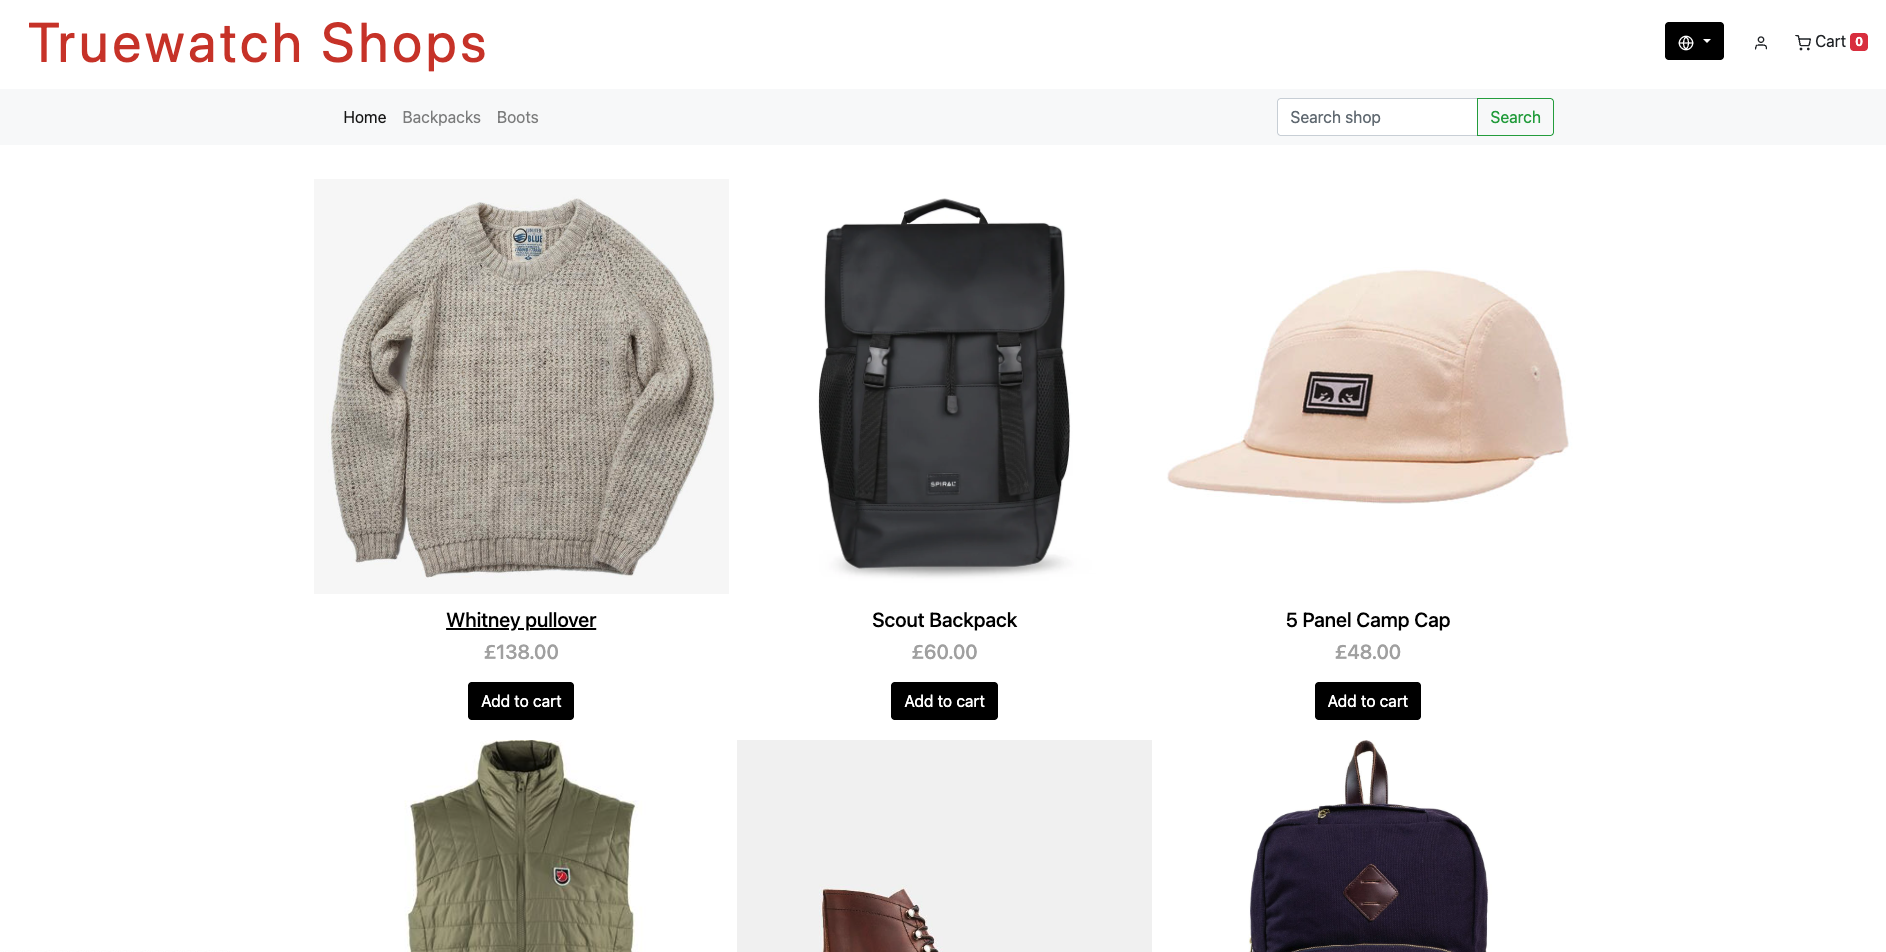 Truewatch Shops
Cart 0
Home Backpacks Boots
Search shop Search
BLUE
SPIRAL
Whitney pullover
£138.00
Add to cart
Scout Backpack
£60.00
Add to cart
5 Panel Camp Cap
£48.00
Add to cart